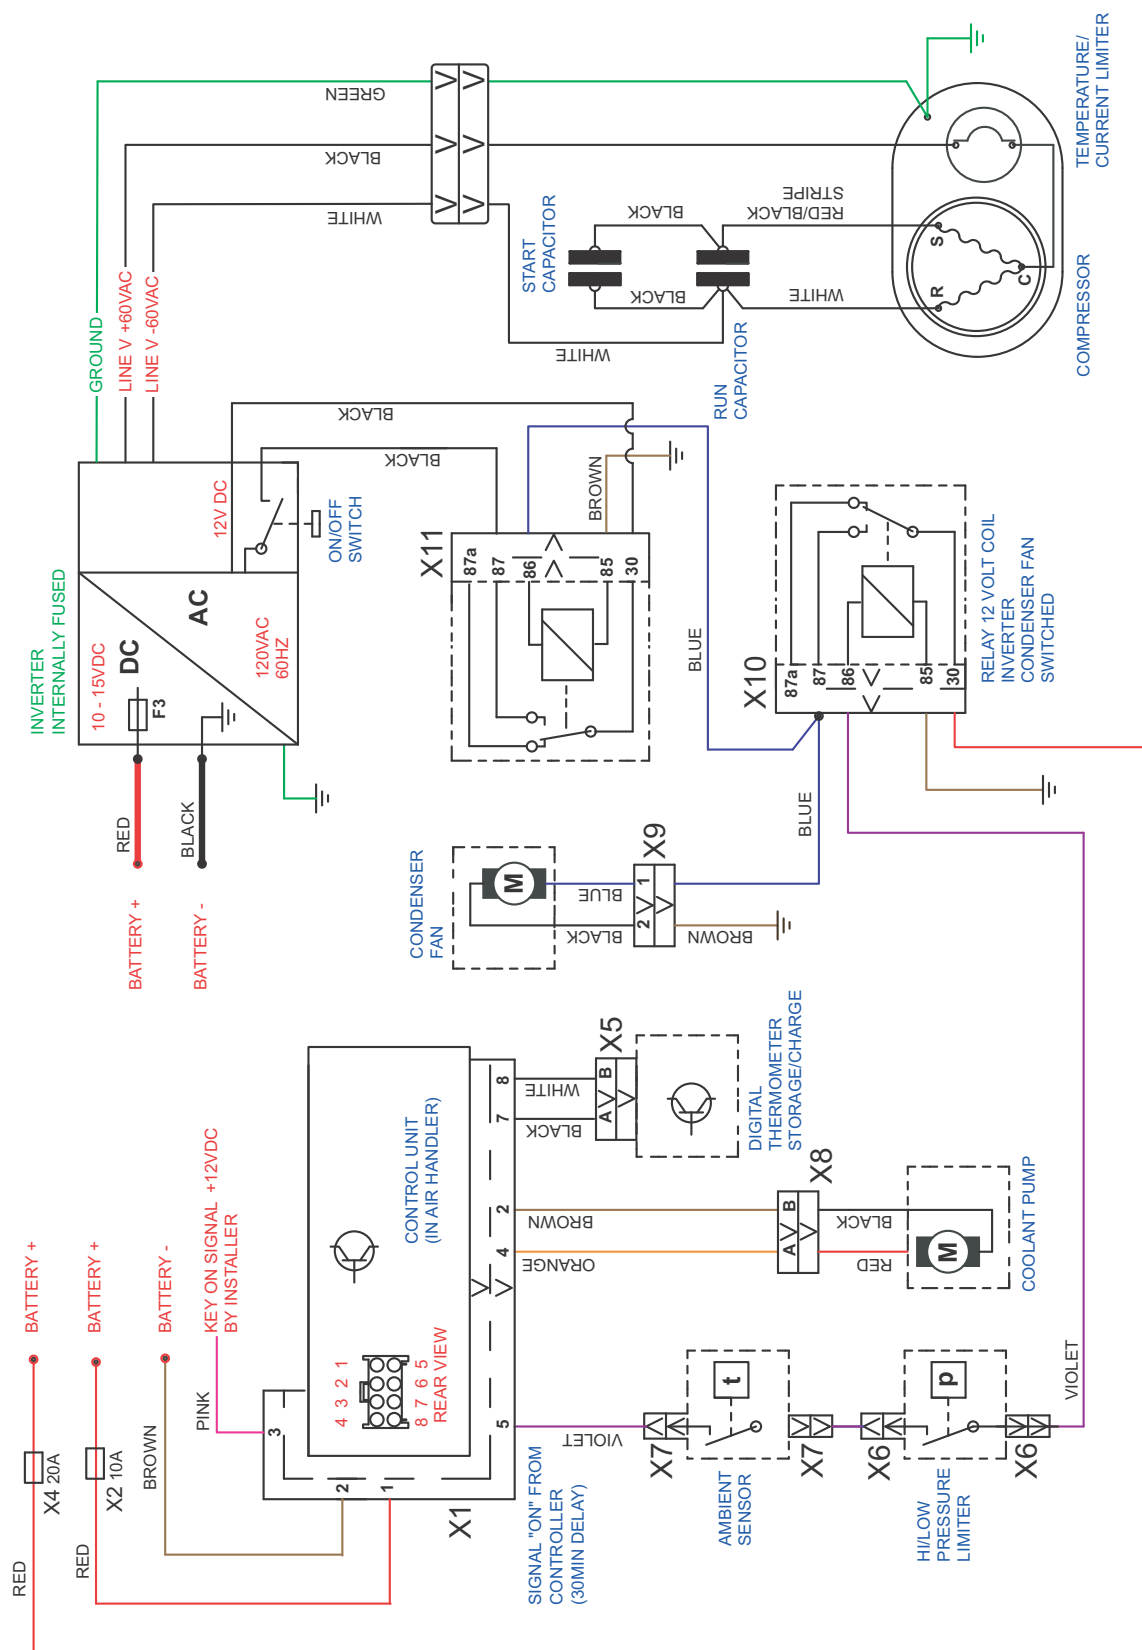 RED
X4 20A
BATTERY +
RED
X2 10A
BATTERY +
BROWN
BATTERY -
PINK
KEY ON SIGNAL +12VDC
BY INSTALLER
3
2
1
X1
4 3 2 1
8 7 6 5
REAR VIEW
CONTROL UNIT
(IN AIR HANDLER)
5
4
2
7
8
SIGNAL "ON" FROM
CONTROLLER
(30MIN DELAY)
VIOLET
ORANGE
BROWN
BLACK
WHITE
X7
t
AMBIENT
SENSOR
X7
X6
p
HI/LOW
PRESSURE
LIMITER
X6
VIOLET
A
B
X8
RED
BLACK
M
COOLANT PUMP
A
B
X5
DIGITAL
THERMOMETER
STORAGE/CHARGE
CONDENSER
FAN
M
BLACK
BLUE
2
1
X9
BROWN
BLUE
BATTERY +
RED
BATTERY -
BLACK
INVERTER
INTERNALLY FUSED
10 - 15VDC
DC
F3
AC
120VAC
60HZ
12V DC
ON/OFF
SWITCH
GROUND
LINE V +60VAC
LINE V -60VAC
BLACK
BLACK
X11
87a
87
86
85
30
BROWN
BLUE
X10
87a
87
86
85
30
RELAY 12 VOLT COIL
INVERTER
CONDENSER FAN
SWITCHED
GREEN
BLACK
WHITE
START
CAPACITOR
BLACK
BLACK
WHITE
RUN
CAPACITOR
WHITE
RED/BLACK
STRIPE
R
S
C
COMPRESSOR
TEMPERATURE/
CURRENT LIMITER